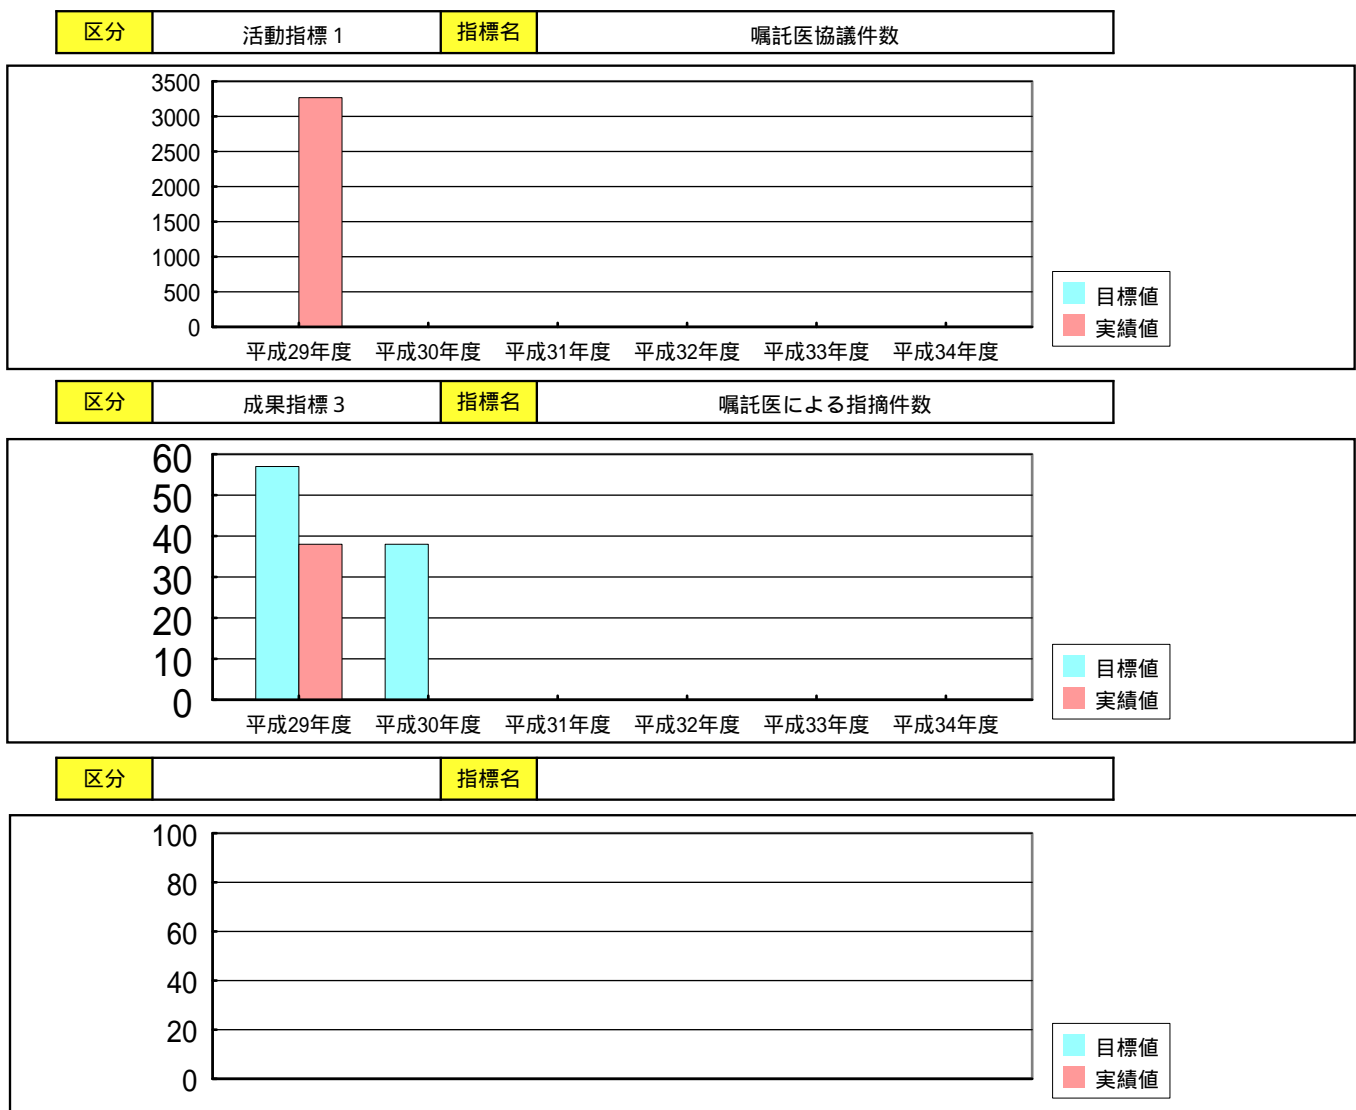 区分 活動指標1 指標名 嘱託医協議件数
3500
3000
2500
2000
1500
1000
500
0
平成29年度 平成30年度 平成31年度 平成32年度 平成33年度 平成34年度
目標値
実績値
区分 成果指標3 指標名 嘱託医による指摘件数
60
50
40
30
20
10
0
平成29年度 平成30年度 平成31年度 平成32年度 平成33年度 平成34年度
目標値
実績値
区分 指標名
100
80
60
40
20
0
目標値
実績値